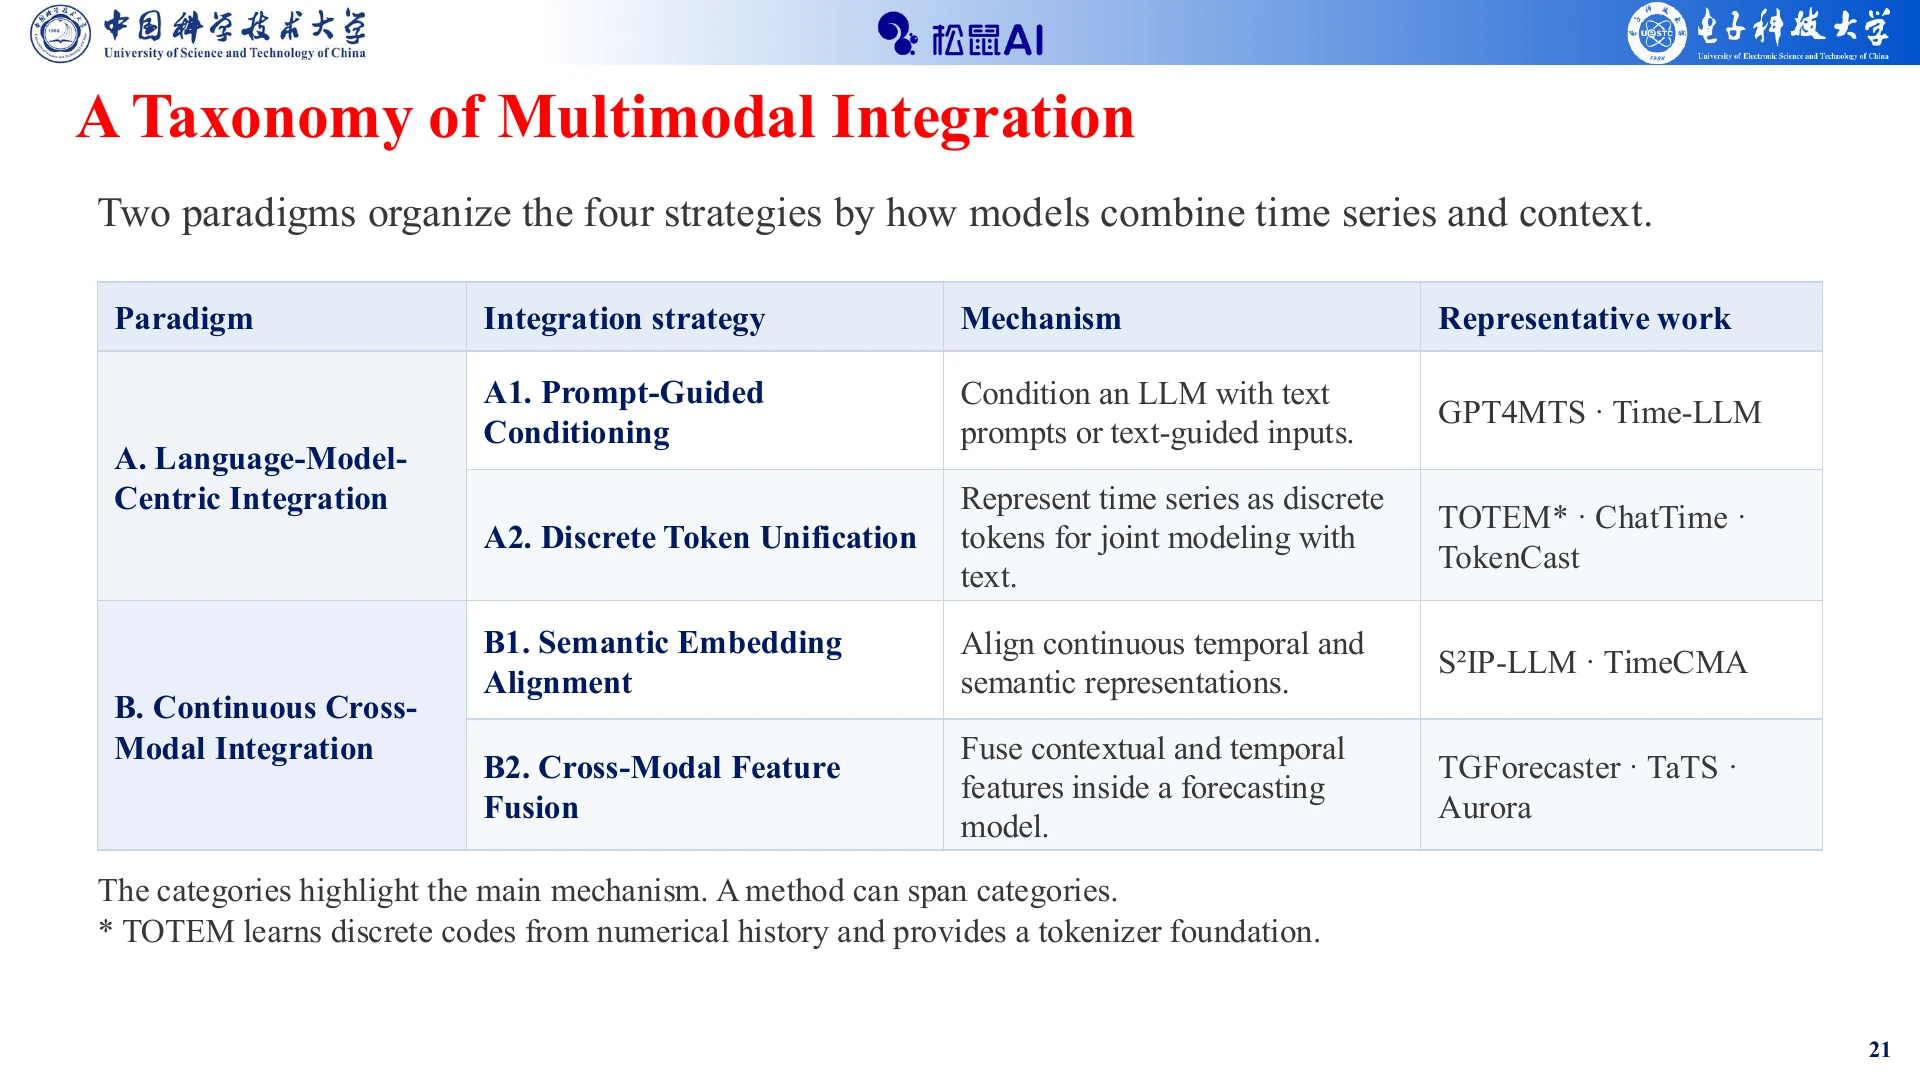 中国科学技术大学
University of Science and Technology of China
松鼠AI
电子科技大学
University of Electronic Science and Technology of China
A Taxonomy of Multimodal Integration
Two paradigms organize the four strategies by how models combine time series and context.
Paradigm
Integration strategy
Mechanism
Representative work
A. Language-Model-
Centric Integration
A1. Prompt-Guided
Conditioning
Condition an LLM with text
prompts or text-guided inputs.
GPT4MTS · Time-LLM
A2. Discrete Token Unification
Represent time series as discrete
tokens for joint modeling with
text.
TOTEM* · ChatTime ·
TokenCast
B. Continuous Cross-
Modal Integration
B1. Semantic Embedding
Alignment
Align continuous temporal and
semantic representations.
S²IP-LLM · TimeCMA
B2. Cross-Modal Feature
Fusion
Fuse contextual and temporal
features inside a forecasting
model.
TGForecaster · TaTS ·
Aurora
The categories highlight the main mechanism. A method can span categories.
* TOTEM learns discrete codes from numerical history and provides a tokenizer foundation.
21